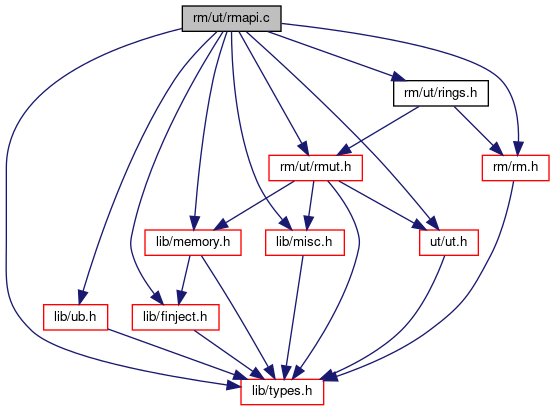 rm/ut/rmapi.c
rm/ut/rings.h
rm/ut/rmut.h
rm/rm.h
lib/memory.h
lib/misc.h
ut/ut.h
lib/ub.h
lib/finject.h
lib/types.h